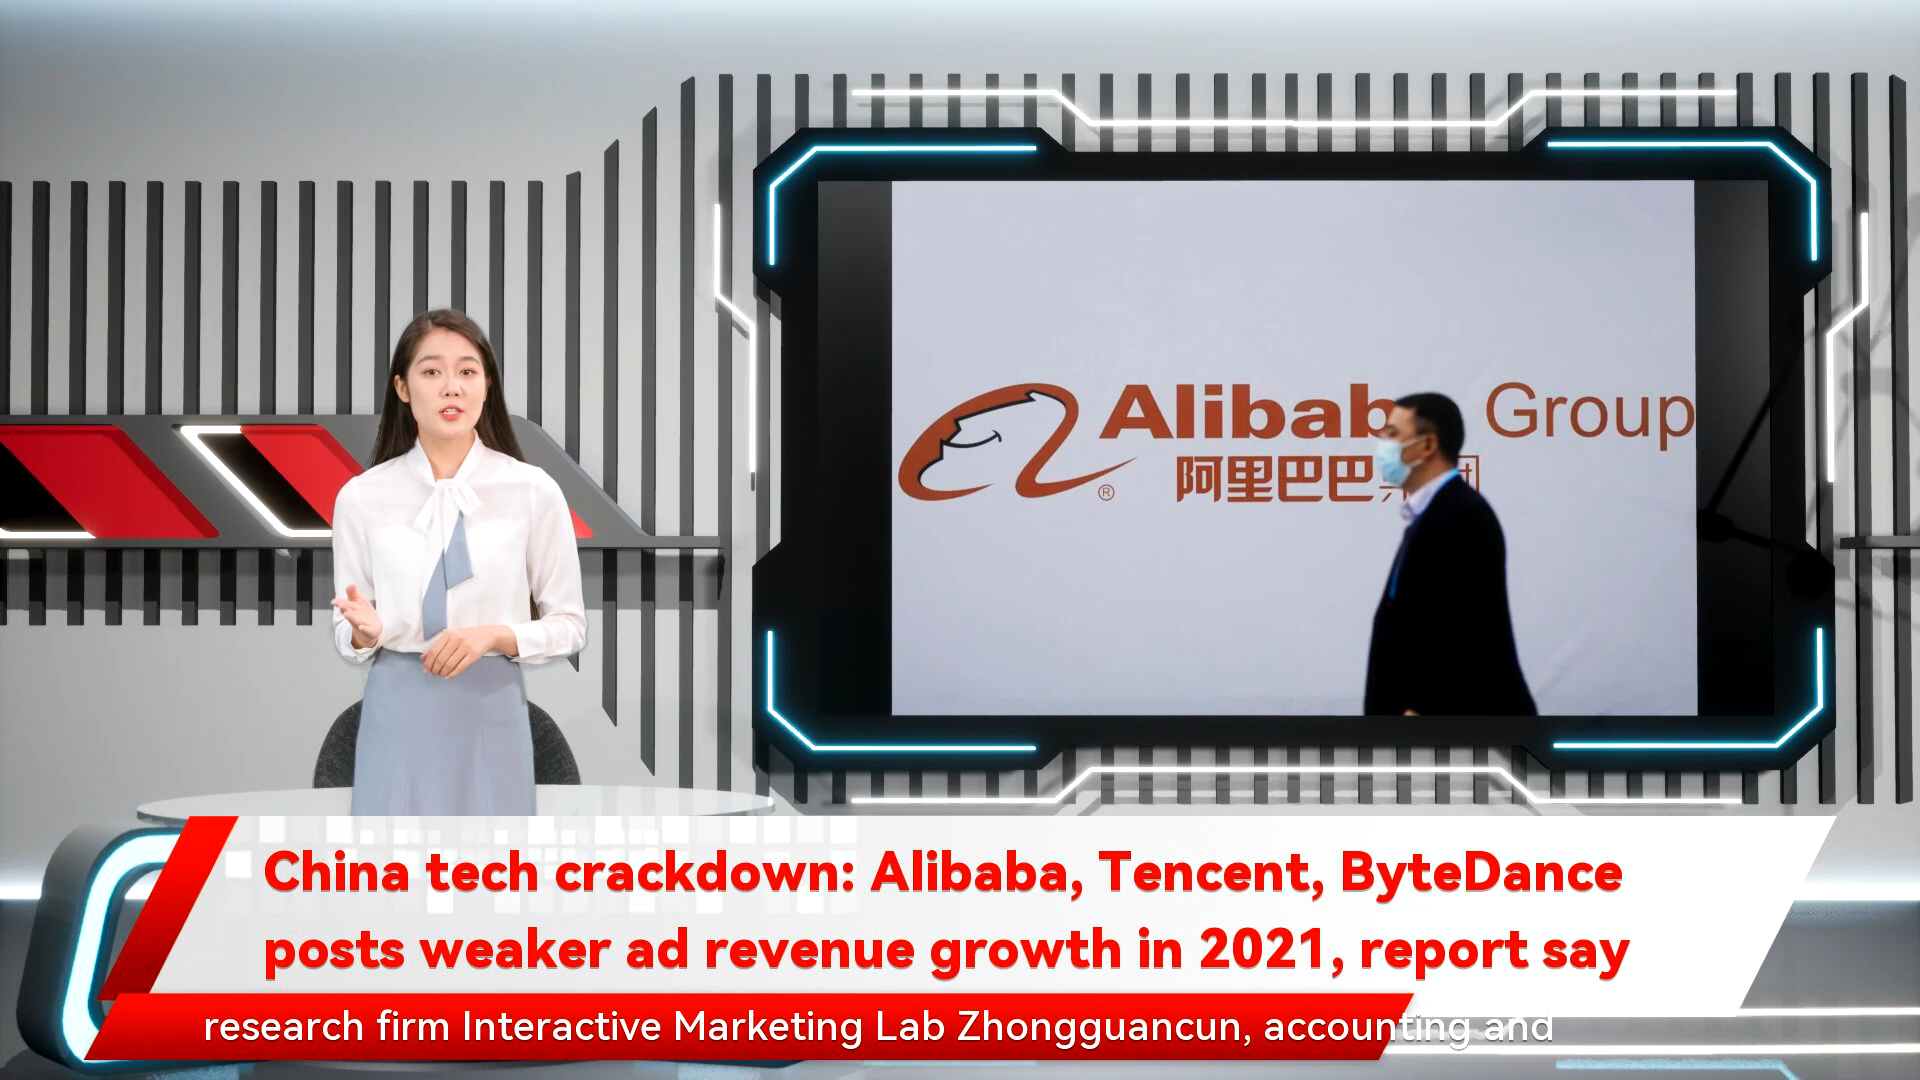 Alibab Group
阿里巴巴
®
China tech crackdown: Alibaba, Tencent, ByteDance
posts weaker ad revenue growth in 2021, report say
research firm Interactive Marketing Lab Zhongguancun, accounting and